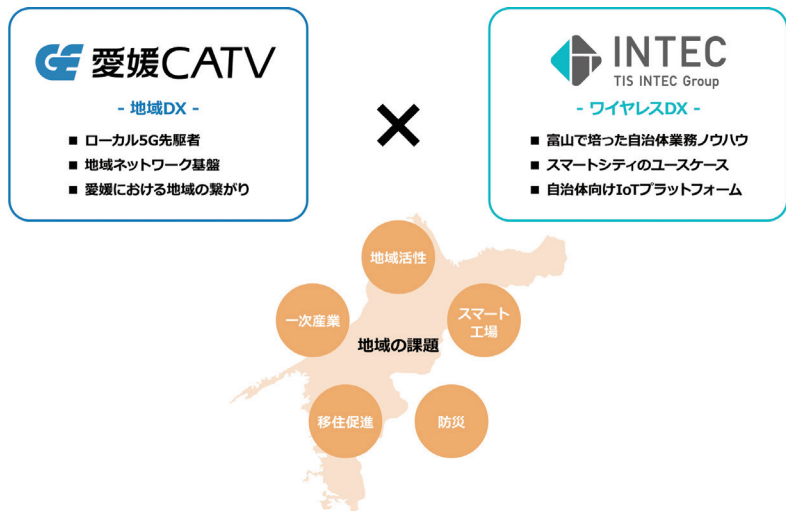 愛媛CATV
- 地域DX -
■ ローカル5G先駆者
■ 地域ネットワーク基盤
■ 愛媛における地域の繋がり
×
INTEC
TIS INTEC Group
- ワイヤレスDX -
■ 富山で培った自治体業務ノウハウ
■ スマートシティのユースケース
■ 自治体向けIoTプラットフォーム
地域活性
一次産業
スマート
工場
地域の課題
移住促進
防災